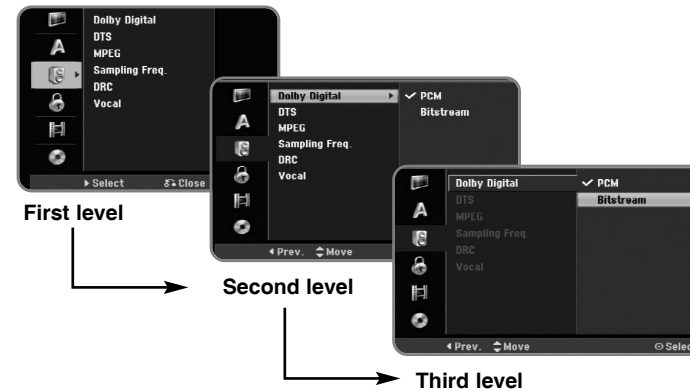 Dolby Digital
DTS
MPEG
Sampling Freq.
DRC
Vocal
A
Select Close
First level
Dolby Digital PCM
DTS Bitstream
MPEG
Sampling Freq.
DRC
Vocal
A
Prev. Move
Second level
Dolby Digital PCM
DTS Bitstream
MPEG
Sampling Freq.
DRC
Vocal
A
Prev. Move Selec
Third level